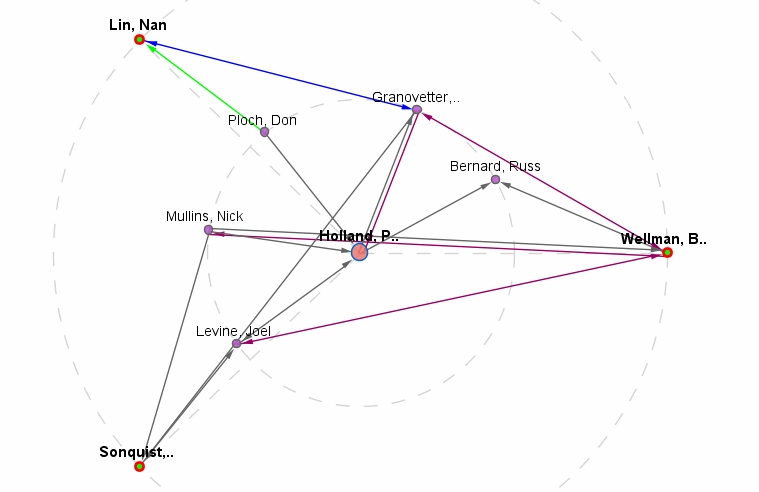 Lin, Nan
Granovetter,..
Ploch, Don
Bernard, Russ
Mullins, Nick
Holland, P..
Wellman, B..
Levine, Joel
Sonquist,..